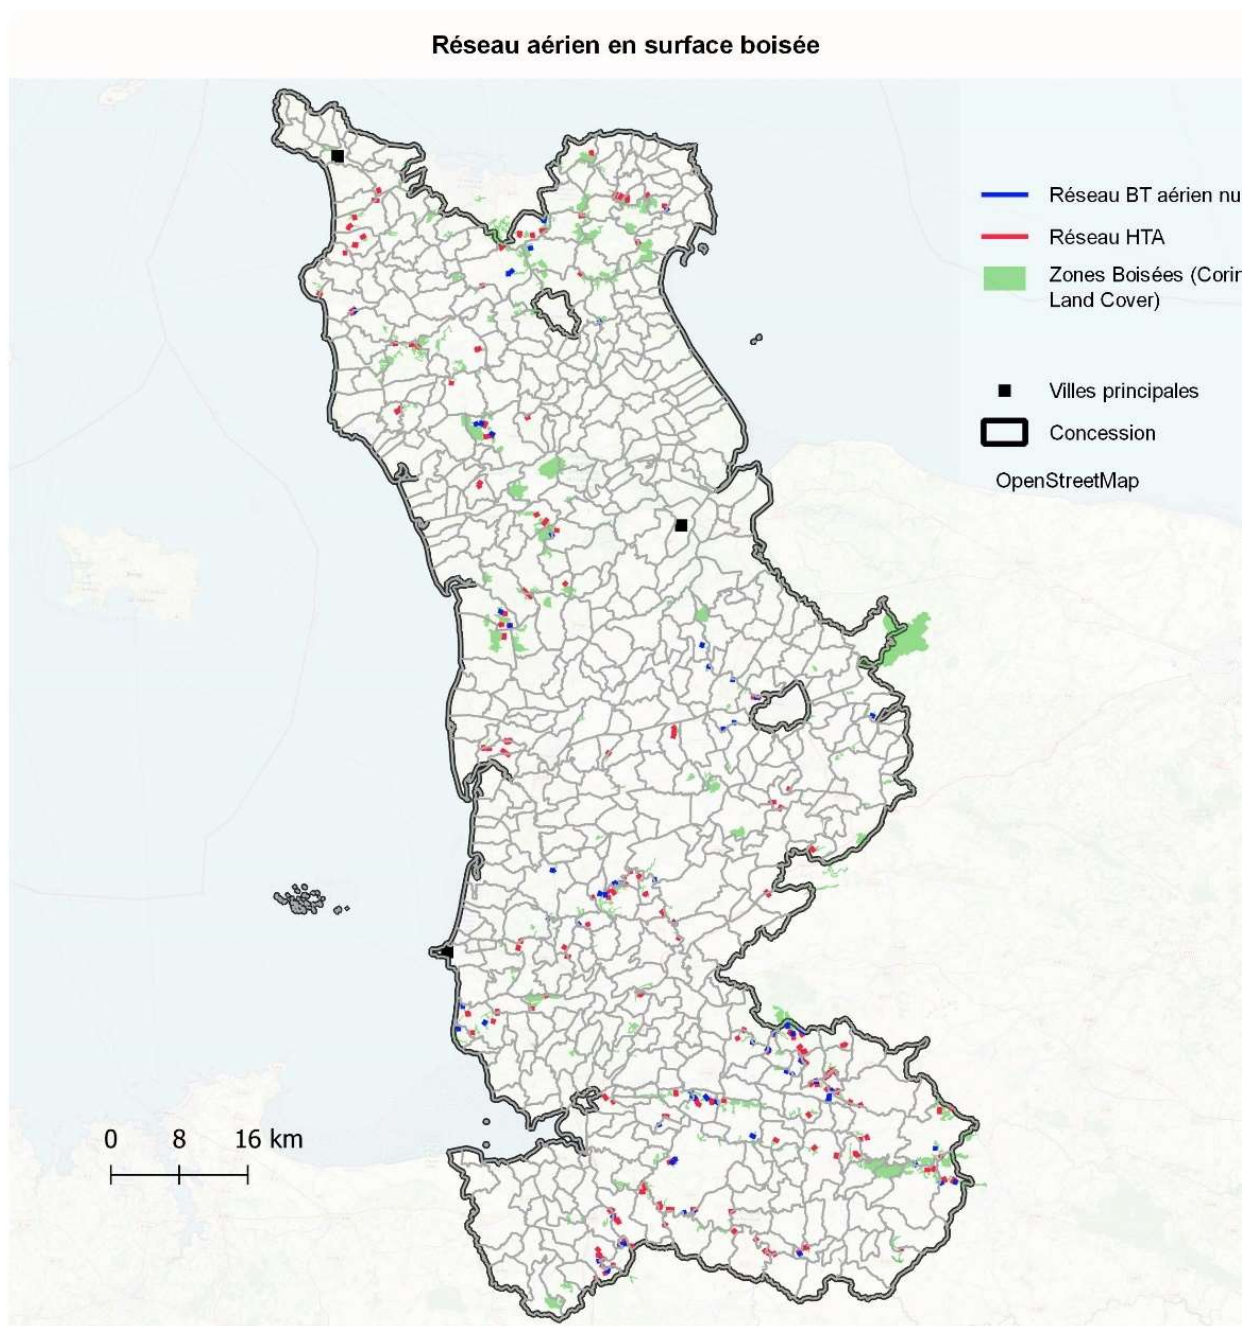 Réseau aérien en surface boisée
Réseau BT aérien nu
Réseau HTA
Zones Boisées (Corin
Land Cover)
Villes principales
Concession
OpenStreetMap
0 8 16 km